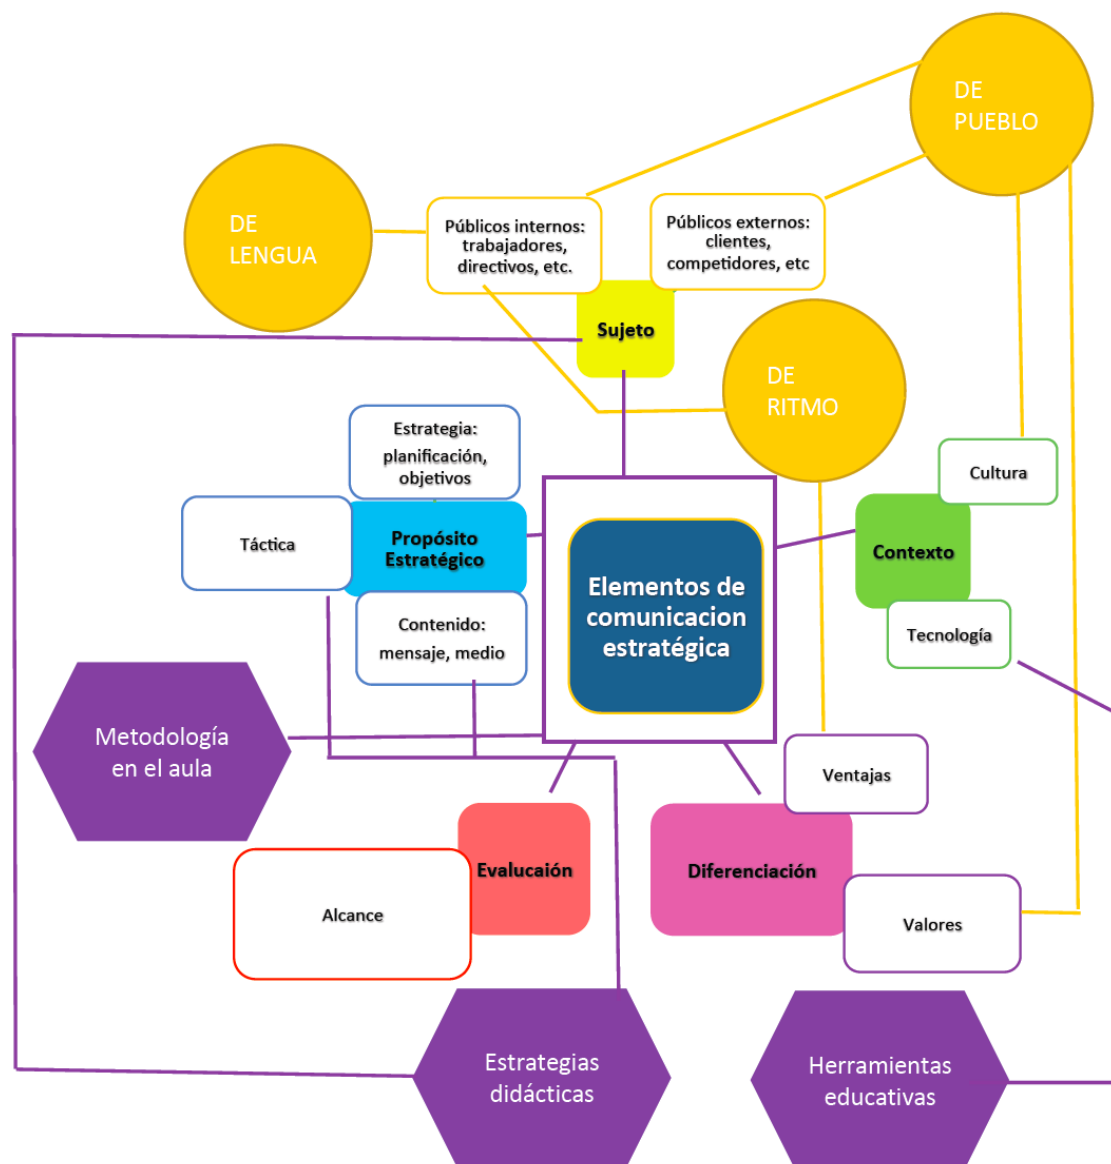 DE
PUEBLO
DE
LENGUA
Públicos internos:
trabajadores,
directivos, etc.
Públicos externos:
clientes,
competidores, etc
Sujeto
DE
RITMO
Estrategia:
planificación,
objetivos
Cultura
Táctica
Propósito
Estratégico
Contexto
Elementos de
comunicacion
estratégica
Contenido:
mensaje, medio
Tecnología
Metodología
en el aula
Ventajas
Evalucaión
Diferenciación
Alcance
Valores
Estrategias
didácticas
Herramientas
educativas